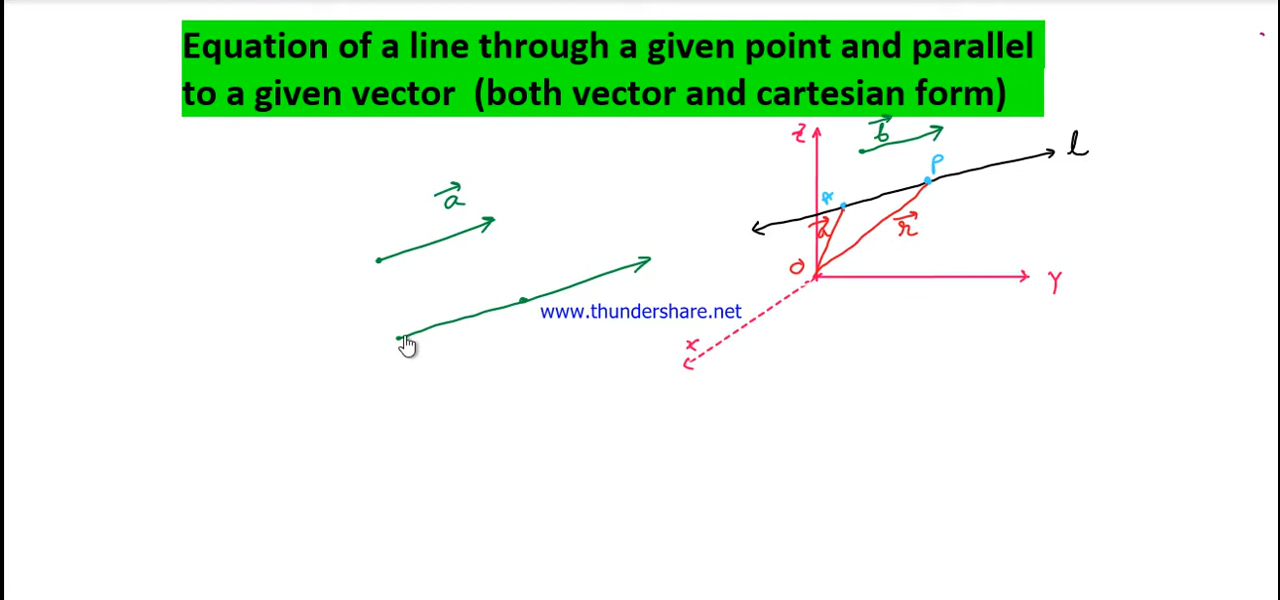 Equation of a line through a given point and parallel
to a given vector (both vector and cartesian form)
Z
b
P
l
a
A
a
r
O
Y
www.thundershare.net
x